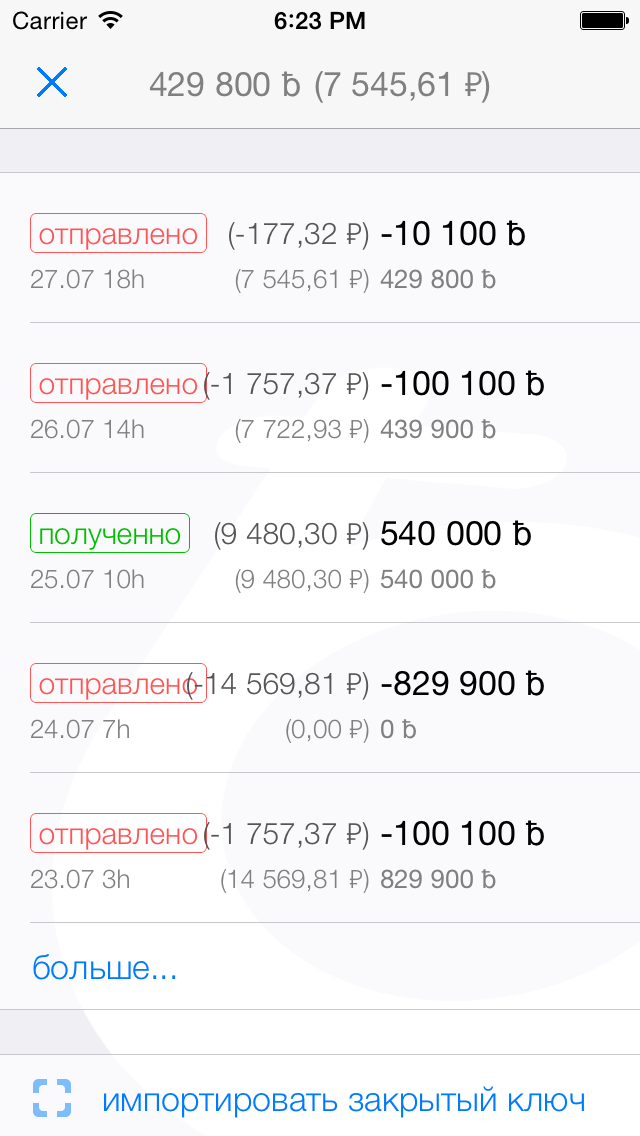 Carrier 6:23 PM
429 800 ƀ (7 545,61 ₽)
отправлено (-177,32 ₽) -10 100 ƀ
27.07 18h (7 545,61 ₽) 429 800 ƀ
отправлено (-1 757,37 ₽) -100 100 ƀ
26.07 14h (7 722,93 ₽) 439 900 ƀ
полученно (9 480,30 ₽) 540 000 ƀ
25.07 10h (9 480,30 ₽) 540 000 ƀ
отправлено (-14 569,81 ₽) -829 900 ƀ
24.07 7h (0,00 ₽) 0 ƀ
отправлено (-1 757,37 ₽) -100 100 ƀ
23.07 3h (14 569,81 ₽) 829 900 ƀ
больше...
импортировать закрытый ключ